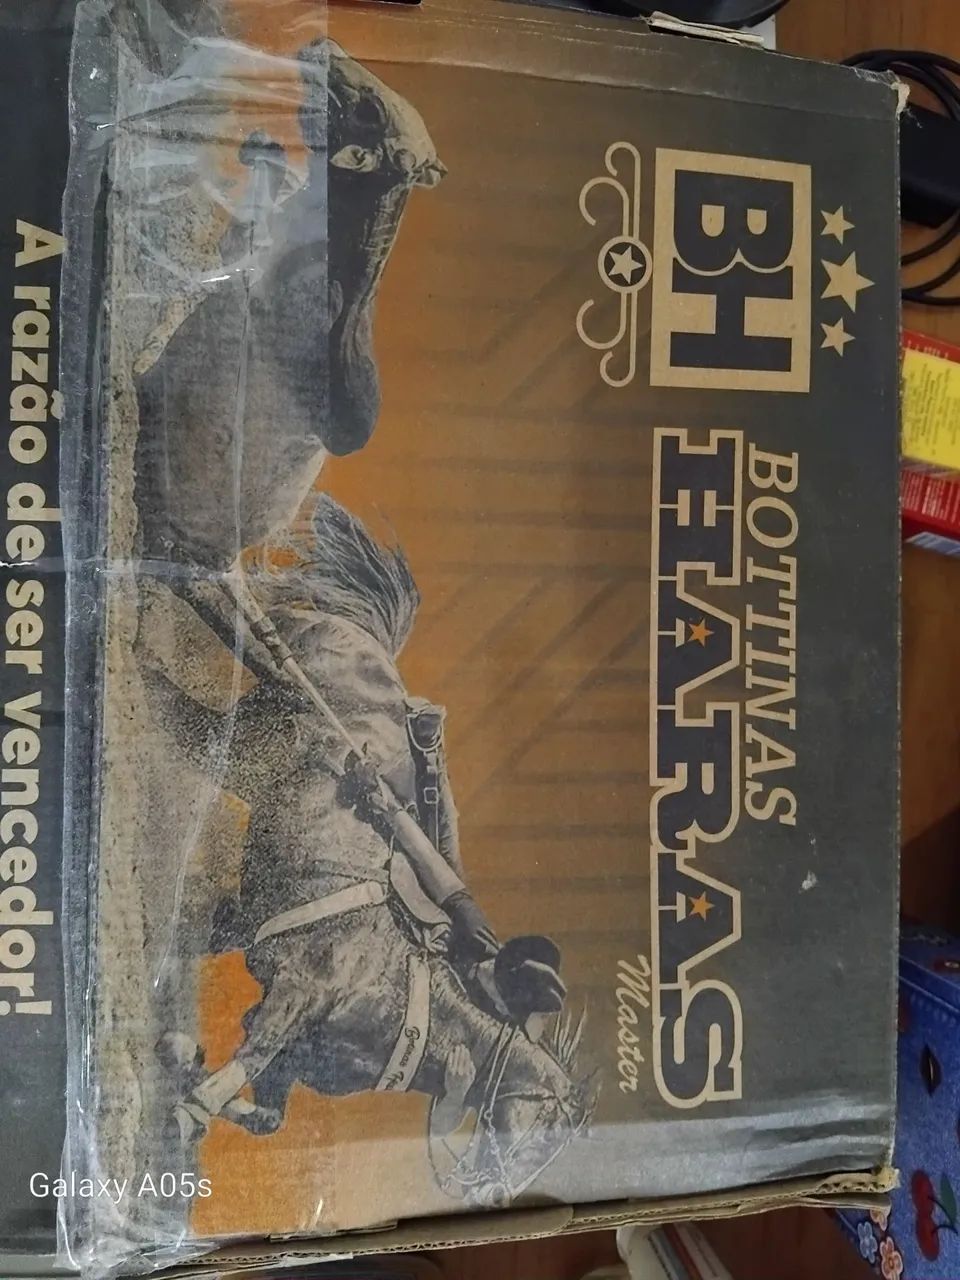 BH
BOTTINAS
HARAS
Master
A razão de ser vencedor!
Galaxy A05s